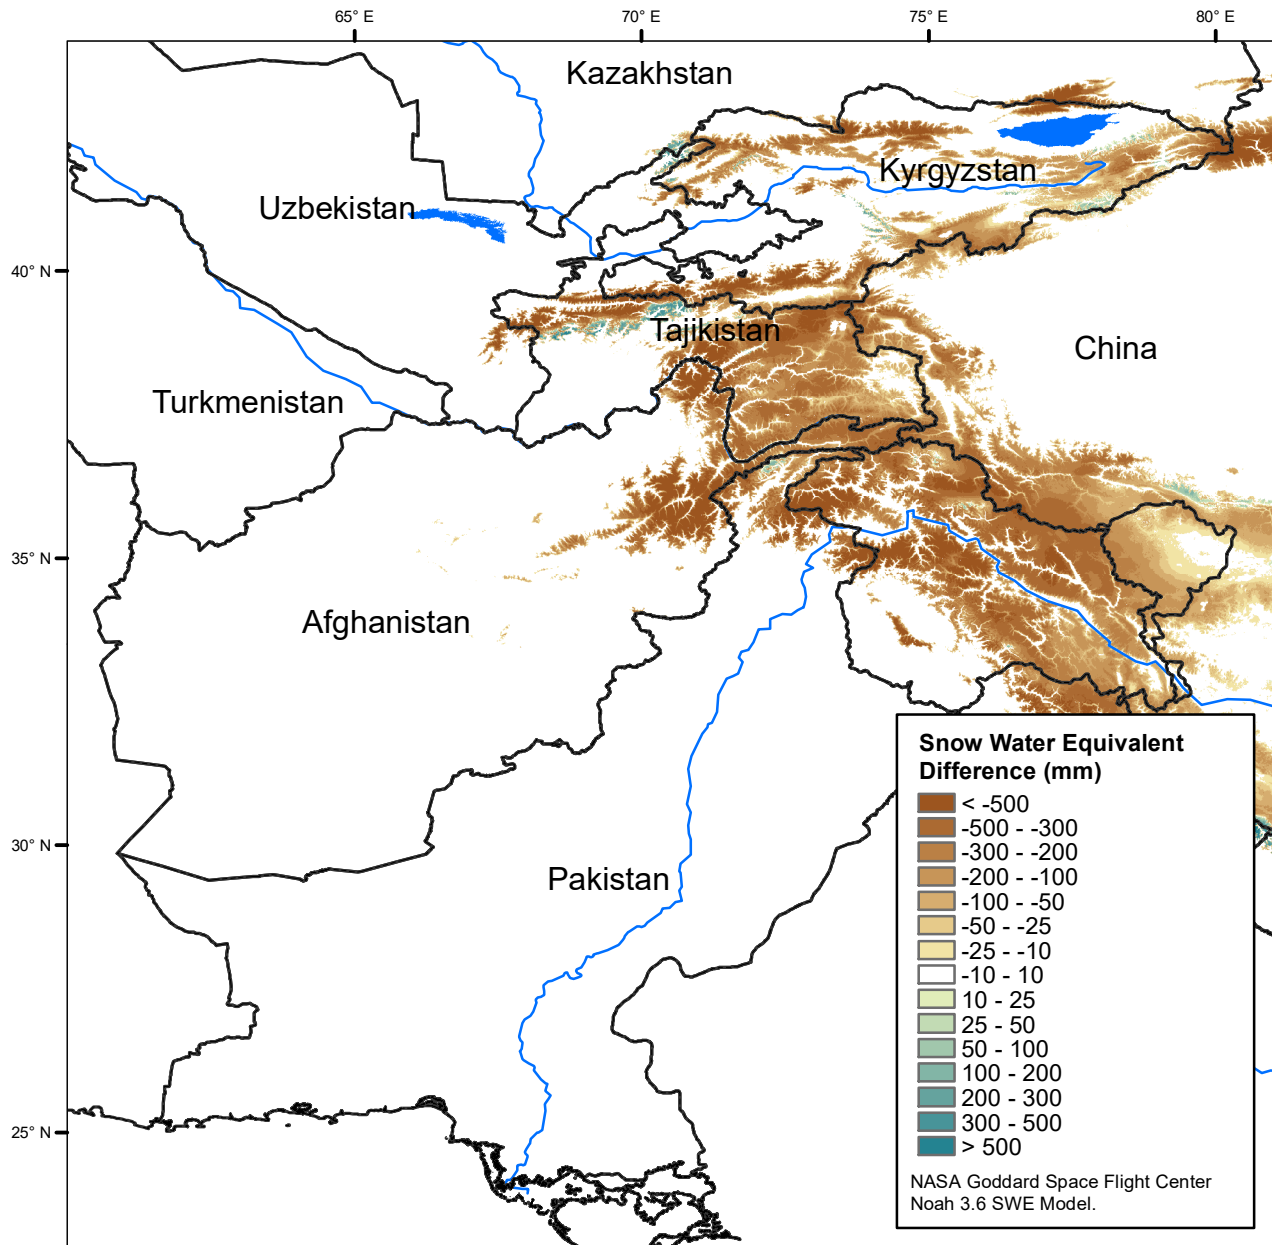 65° E
70° E
75° E
80° E
Kazakhstan
Kyrgyzstan
Uzbekistan
40° N
Tajikistan
China
Turkmenistan
35° N
Afghanistan
30° N
Pakistan
25° N
Snow Water Equivalent
Difference (mm)
< -500
-500 - -300
-300 - -200
-200 - -100
-100 - -50
-50 - -25
-25 - -10
-10 - 10
10 - 25
25 - 50
50 - 100
100 - 200
200 - 300
300 - 500
> 500
NASA Goddard Space Flight Center
Noah 3.6 SWE Model.